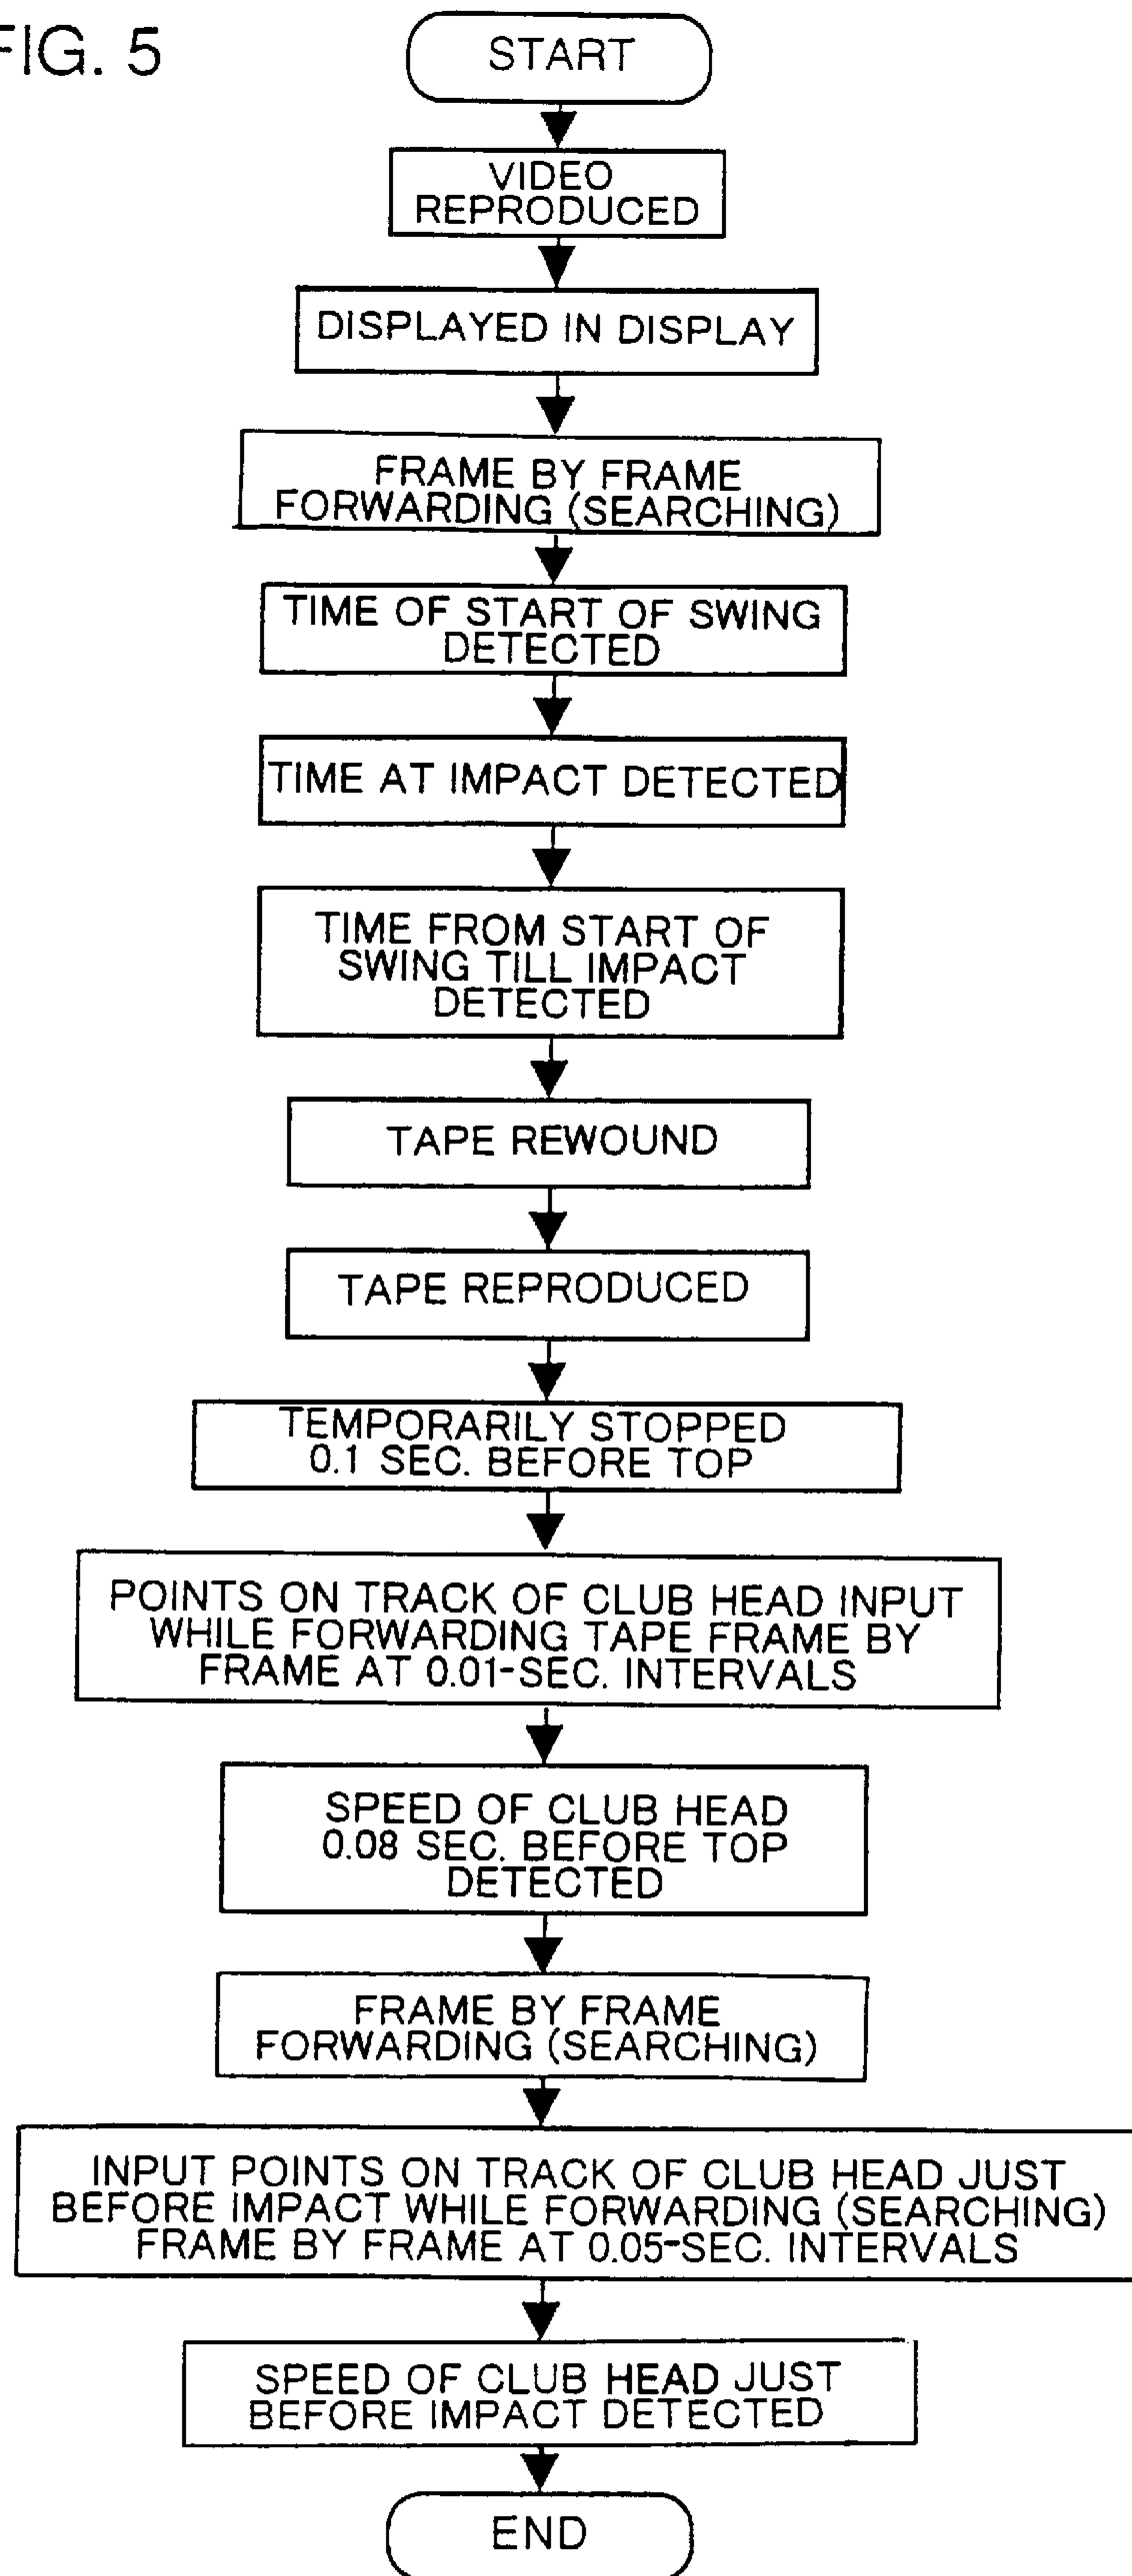 FIG. 5
START
VIDEO
REPRODUCED
DISPLAYED IN DISPLAY
FRAME BY FRAME
FORWARDING (SEARCHING)
TIME OF START OF SWING
DETECTED
TIME AT IMPACT DETECTED
TIME FROM START OF
SWING TILL IMPACT
DETECTED
TAPE REWOUND
TAPE REPRODUCED
TEMPORARILY STOPPED
0.1 SEC. BEFORE TOP
POINTS ON TRACK OF CLUB HEAD INPUT
WHILE FORWARDING TAPE FRAME BY
FRAME AT 0.01-SEC. INTERVALS
SPEED OF CLUB HEAD
0.08 SEC. BEFORE TOP
DETECTED
FRAME BY FRAME
FORWARDING (SEARCHING)
INPUT POINTS ON TRACK OF CLUB HEAD JUST
BEFORE IMPACT WHILE FORWARDING (SEARCHING)
FRAME BY FRAME AT 0.05-SEC. INTERVALS
SPEED OF CLUB HEAD JUST
BEFORE IMPACT DETECTED
END